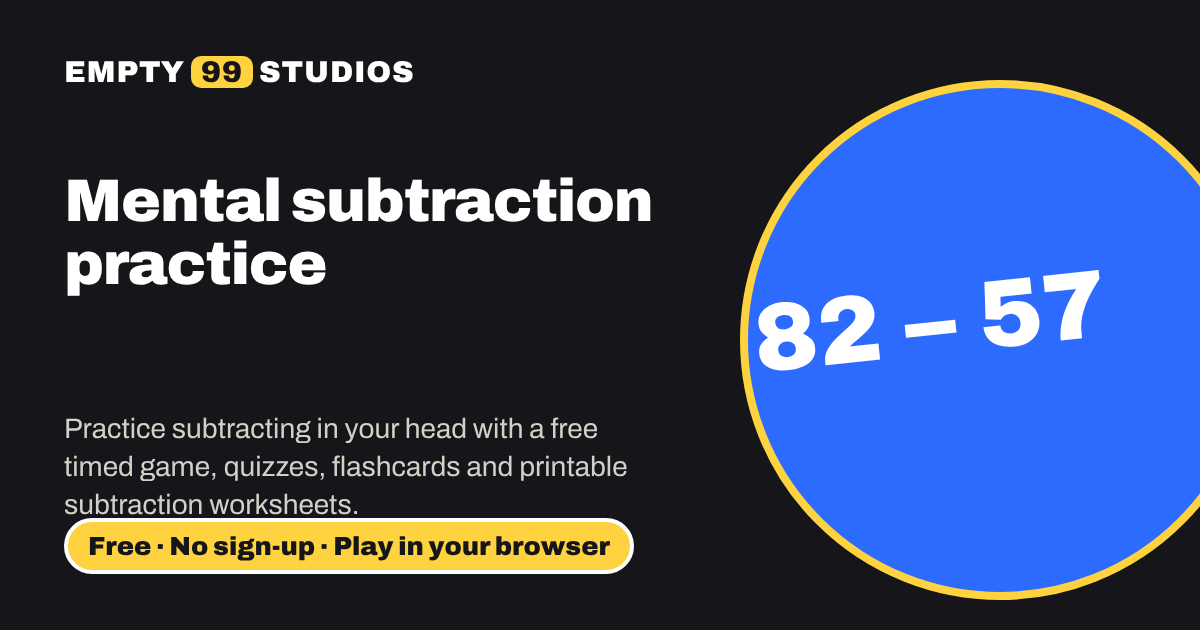 EMPTY 99 STUDIOS
Mental subtraction
practice
82 – 57
Practice subtracting in your head with a free
timed game, quizzes, flashcards and printable
subtraction worksheets.
Free · No sign-up · Play in your browser